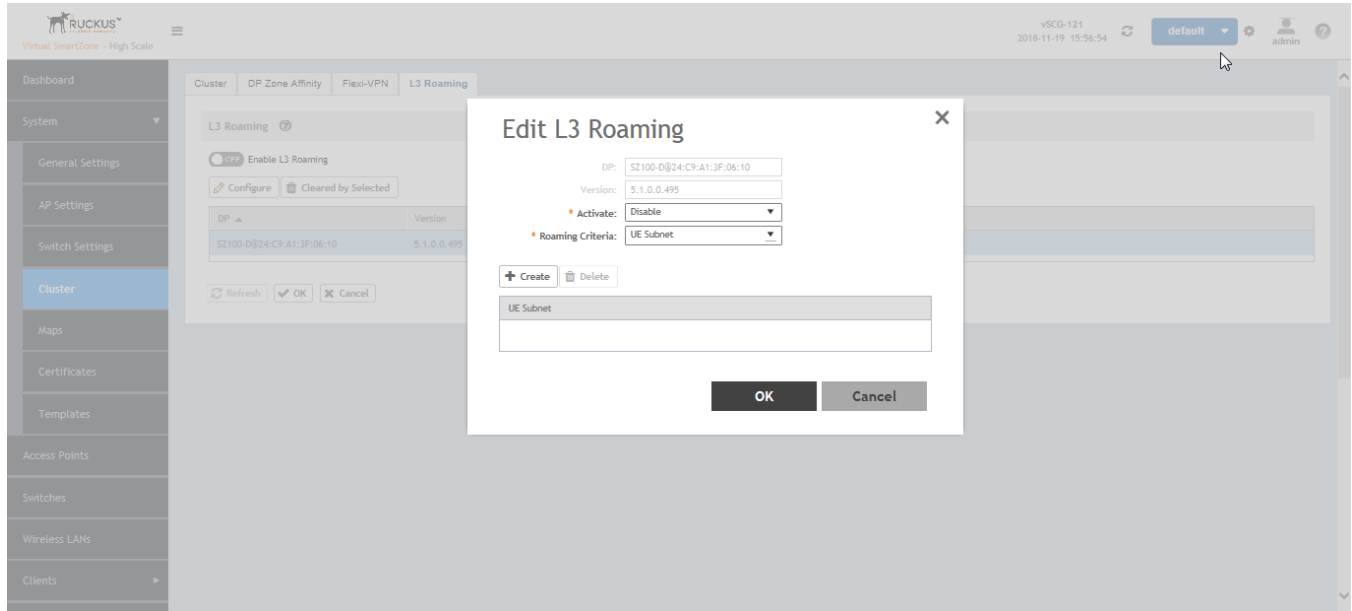 RUCKUS™
Virtual SmartZone - High Scale
vSCG-121
2018-11-19 15:56:54
default
admin
Dashboard
System
General Settings
AP Settings
Switch Settings
Cluster
Maps
Certificates
Templates
Access Points
Switches
Wireless LANs
Clients
Cluster DP Zone Affinity Flexi-VPN L3 Roaming
L3 Roaming
OFF Enable L3 Roaming
Configure Cleared by Selected
DP Version
SZ100-D@24:C9:A1:3F:06:10 5.1.0.0.495
Refresh OK Cancel
Edit L3 Roaming
DP: SZ100-D@24:C9:A1:3F:06:10
Version: 5.1.0.0.495
* Activate: Disable
* Roaming Criteria: UE Subnet
+ Create Delete
UE Subnet
OK Cancel